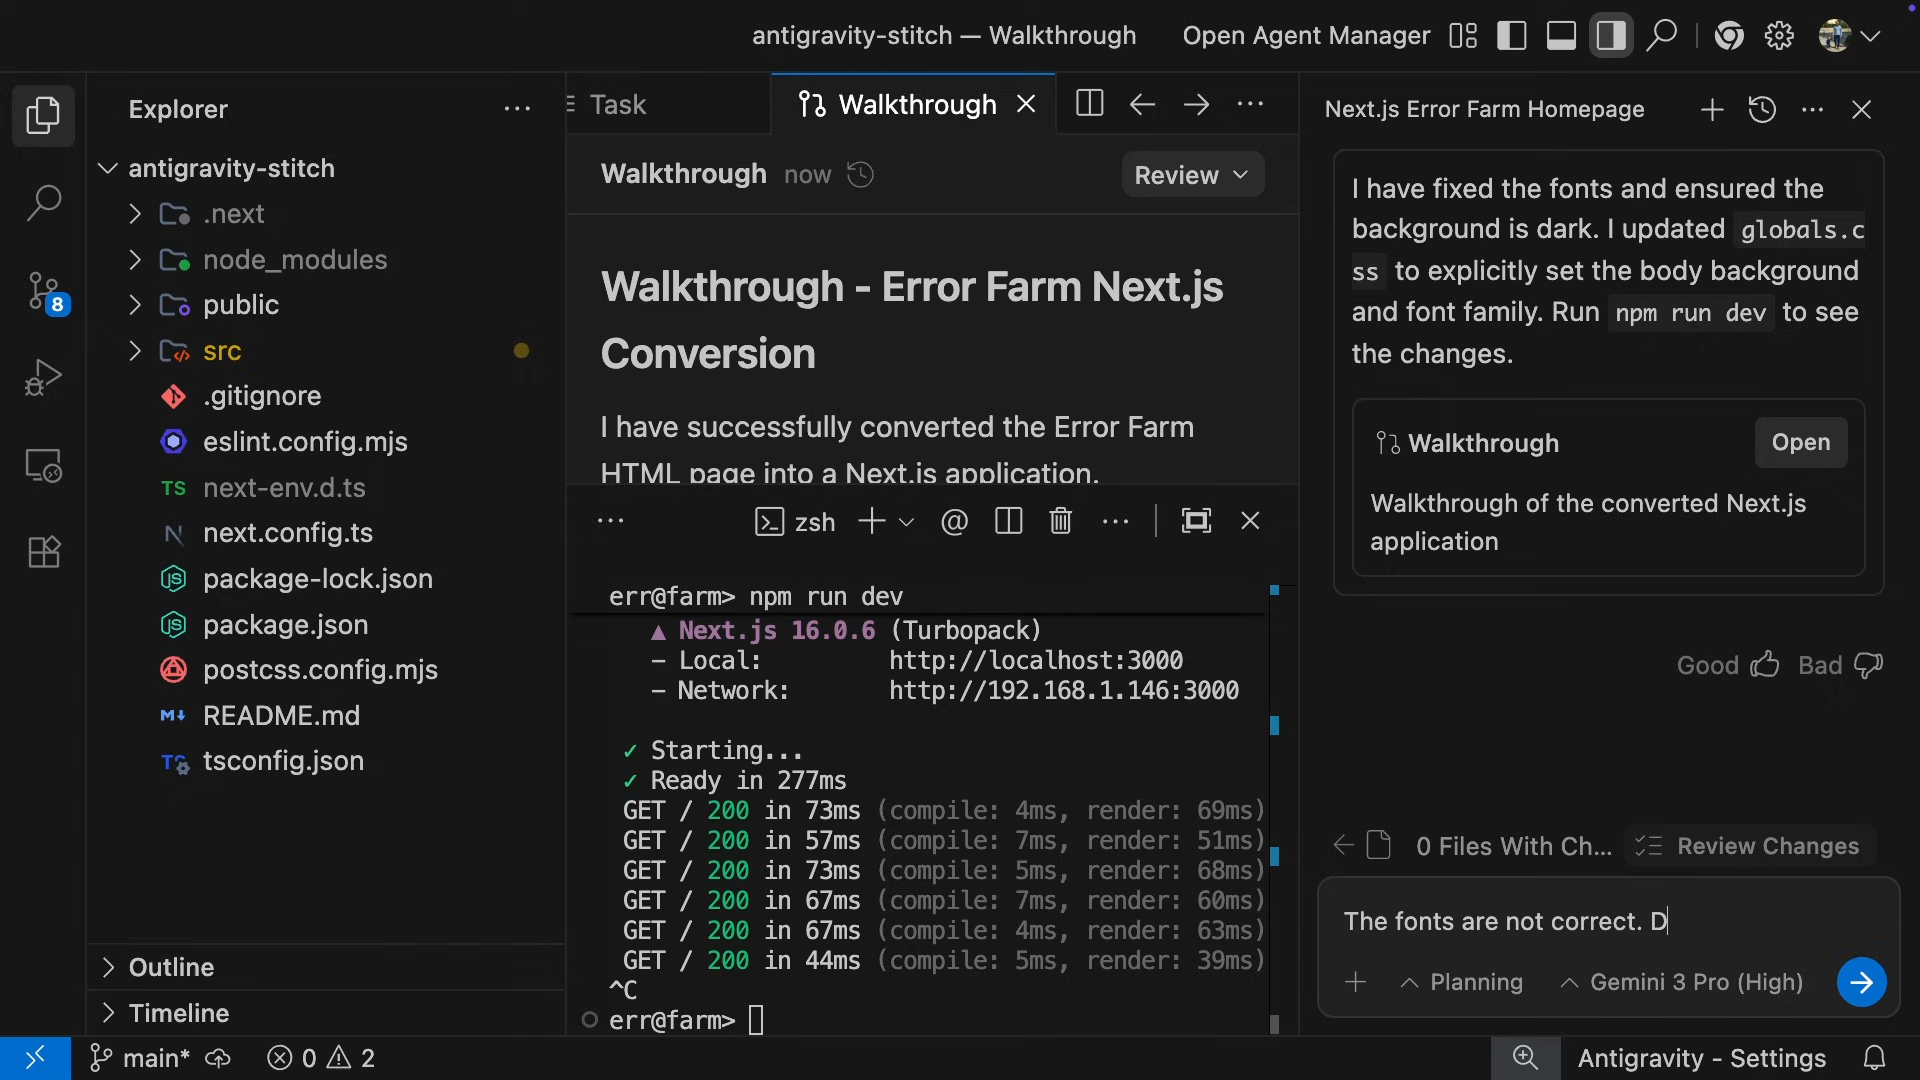 antigravity-stitch — Walkthrough
Open Agent Manager
Explorer
antigravity-stitch
.next
node_modules
public
src
.gitignore
eslint.config.mjs
TS next-env.d.ts
next.config.ts
package-lock.json
package.json
postcss.config.mjs
README.md
tsconfig.json
Outline
Timeline
8
Task
Walkthrough
Walkthrough now
Review
Walkthrough - Error Farm Next.js
Conversion
I have successfully converted the Error Farm
HTML page into a Next.js application.
zsh
err@farm> npm run dev
▲ Next.js 16.0.6 (Turbopack)
– Local: http://localhost:3000
– Network: http://192.168.1.146:3000
✓ Starting...
✓ Ready in 277ms
GET / 200 in 73ms (compile: 4ms, render: 69ms)
GET / 200 in 57ms (compile: 7ms, render: 51ms)
GET / 200 in 73ms (compile: 5ms, render: 68ms)
GET / 200 in 67ms (compile: 7ms, render: 60ms)
GET / 200 in 67ms (compile: 4ms, render: 63ms)
GET / 200 in 44ms (compile: 5ms, render: 39ms)
^C
err@farm>
Next.js Error Farm Homepage
I have fixed the fonts and ensured the
background is dark. I updated globals.c
ss to explicitly set the body background
and font family. Run npm run dev to see
the changes.
Walkthrough
Open
Walkthrough of the converted Next.js
application
Good
Bad
0 Files With Ch...
Review Changes
The fonts are not correct. D
Planning
Gemini 3 Pro (High)
main*
0
2
Antigravity - Settings